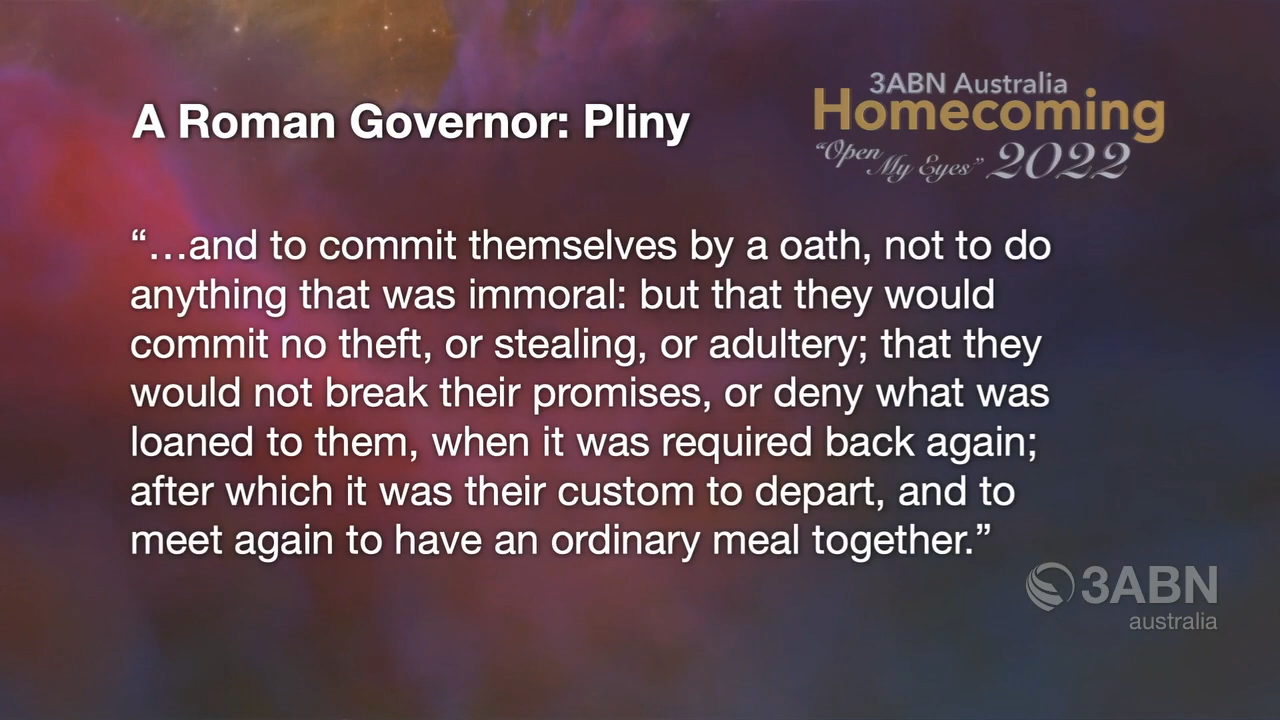 3ABN Australia
A Roman Governor: Pliny
Homecoming
“Open My Eyes” 2022
“…and to commit themselves by a oath, not to do
anything that was immoral: but that they would
commit no theft, or stealing, or adultery; that they
would not break their promises, or deny what was
loaned to them, when it was required back again;
after which it was their custom to depart, and to
meet again to have an ordinary meal together.”
3ABN
australia